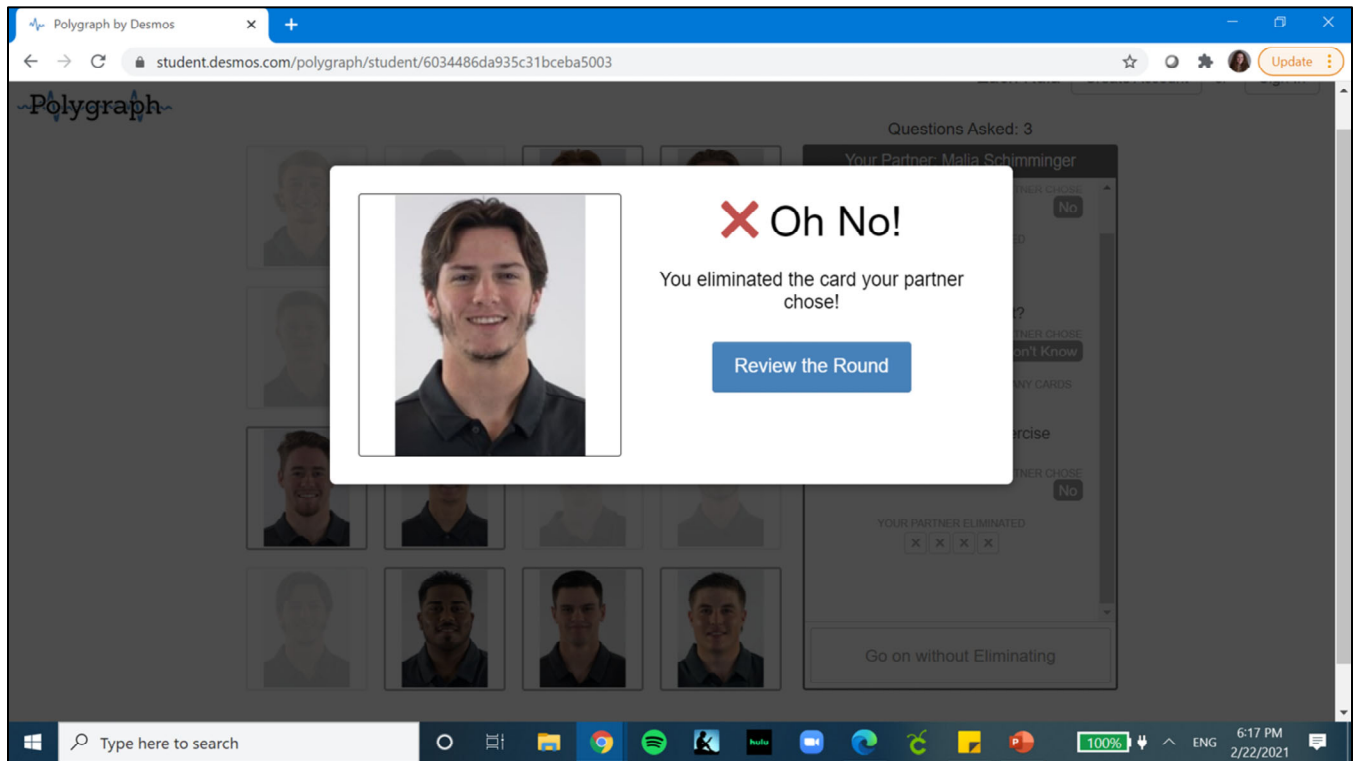 Polygraph by Desmos
student.desmos.com/polygraph/student/6034486da935c31bceba5003
Update
Polygraph
Questions Asked: 3
Your Partner: Malia Schimminger
No
Oh No!
You eliminated the card your partner
chose!
Review the Round
CHOSE
No
YOUR PARTNER ELIMINATED
Go on without Eliminating
Type here to search
hulu
100%
ENG
6:17 PM
2/22/2021